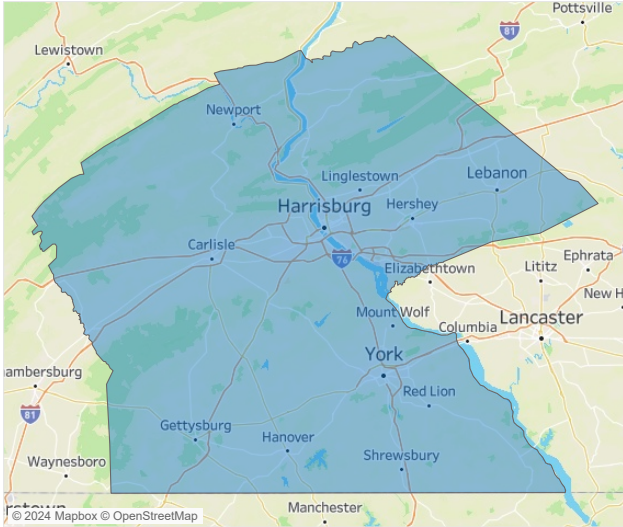 Pottsville
81
Lewistown
Newport
Linglestown
Lebanon
Harrisburg
Hershey
Carlisle
76
Ephrata
Elizabethtown
Lititz
New H
Mount Wolf
Lancaster
Columbia
York
ambersburg
Red Lion
81
Gettysburg
Hanover
Shrewsbury
Waynesboro
rstown
Manchester
© 2024 Mapbox © OpenStreetMap